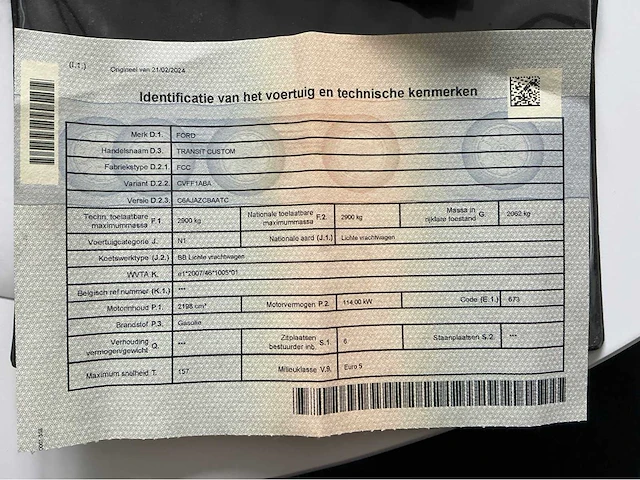 (I.1.) Origineel van 21/02/2024
Identificatie van het voertuig en technische kenmerken
Merk D.1. FORD
Handelsnaam D.3. TRANSIT CUSTOM
Fabriekstype D.2.1. FCC
Variant D.2.2. CVFF1ABA
Versie D.2.3. C6AJAZCBAATC
Techn. toelaatbare maximummassa F.1. 2900 kg Nationale toelaatbare maximummassa F.2. 2900 kg Massa in rijklare toestand G. 2062 kg
Voertuigcategorie J. N1 Nationale aard (J.1.) Lichte vrachtwagen
Koetswerktype (J.2.) BB Lichte vrachtwagen
WVTA K. e1*2007/46*1005*01
Belgisch ref nummer (K.1.) ***
Motorinhoud P.1. 2198 cm³ Motorvermogen P.2. 114,00 kW Code (E.1.) 673
Brandstof P.3. Gasolie
Verhouding vermogen/gewicht Q. *** Zitplaatsen bestuurder inb. S.1. 6 Staanplaatsen S.2. ***
Maximum snelheid T. 157 Milieuklasse V.9. Euro 5